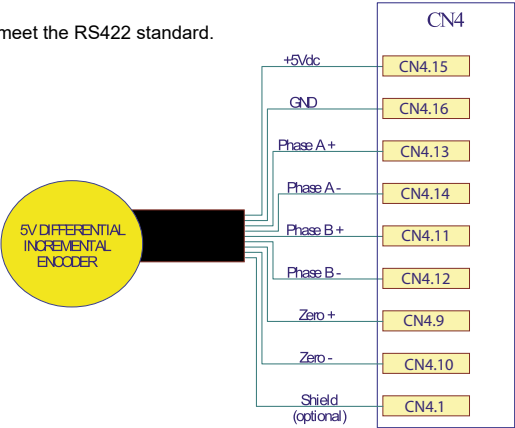 meet the RS422 standard.
CN4
+5Vdc
CN4.15
GND
CN4.16
Phase A +
CN4.13
Phase A -
CN4.14
Phase B +
CN4.11
Phase B -
CN4.12
Zero +
CN4.9
Zero -
CN4.10
Shield
(optional)
CN4.1
5V DIFFERENTIAL
INCREMENTAL
ENCODER